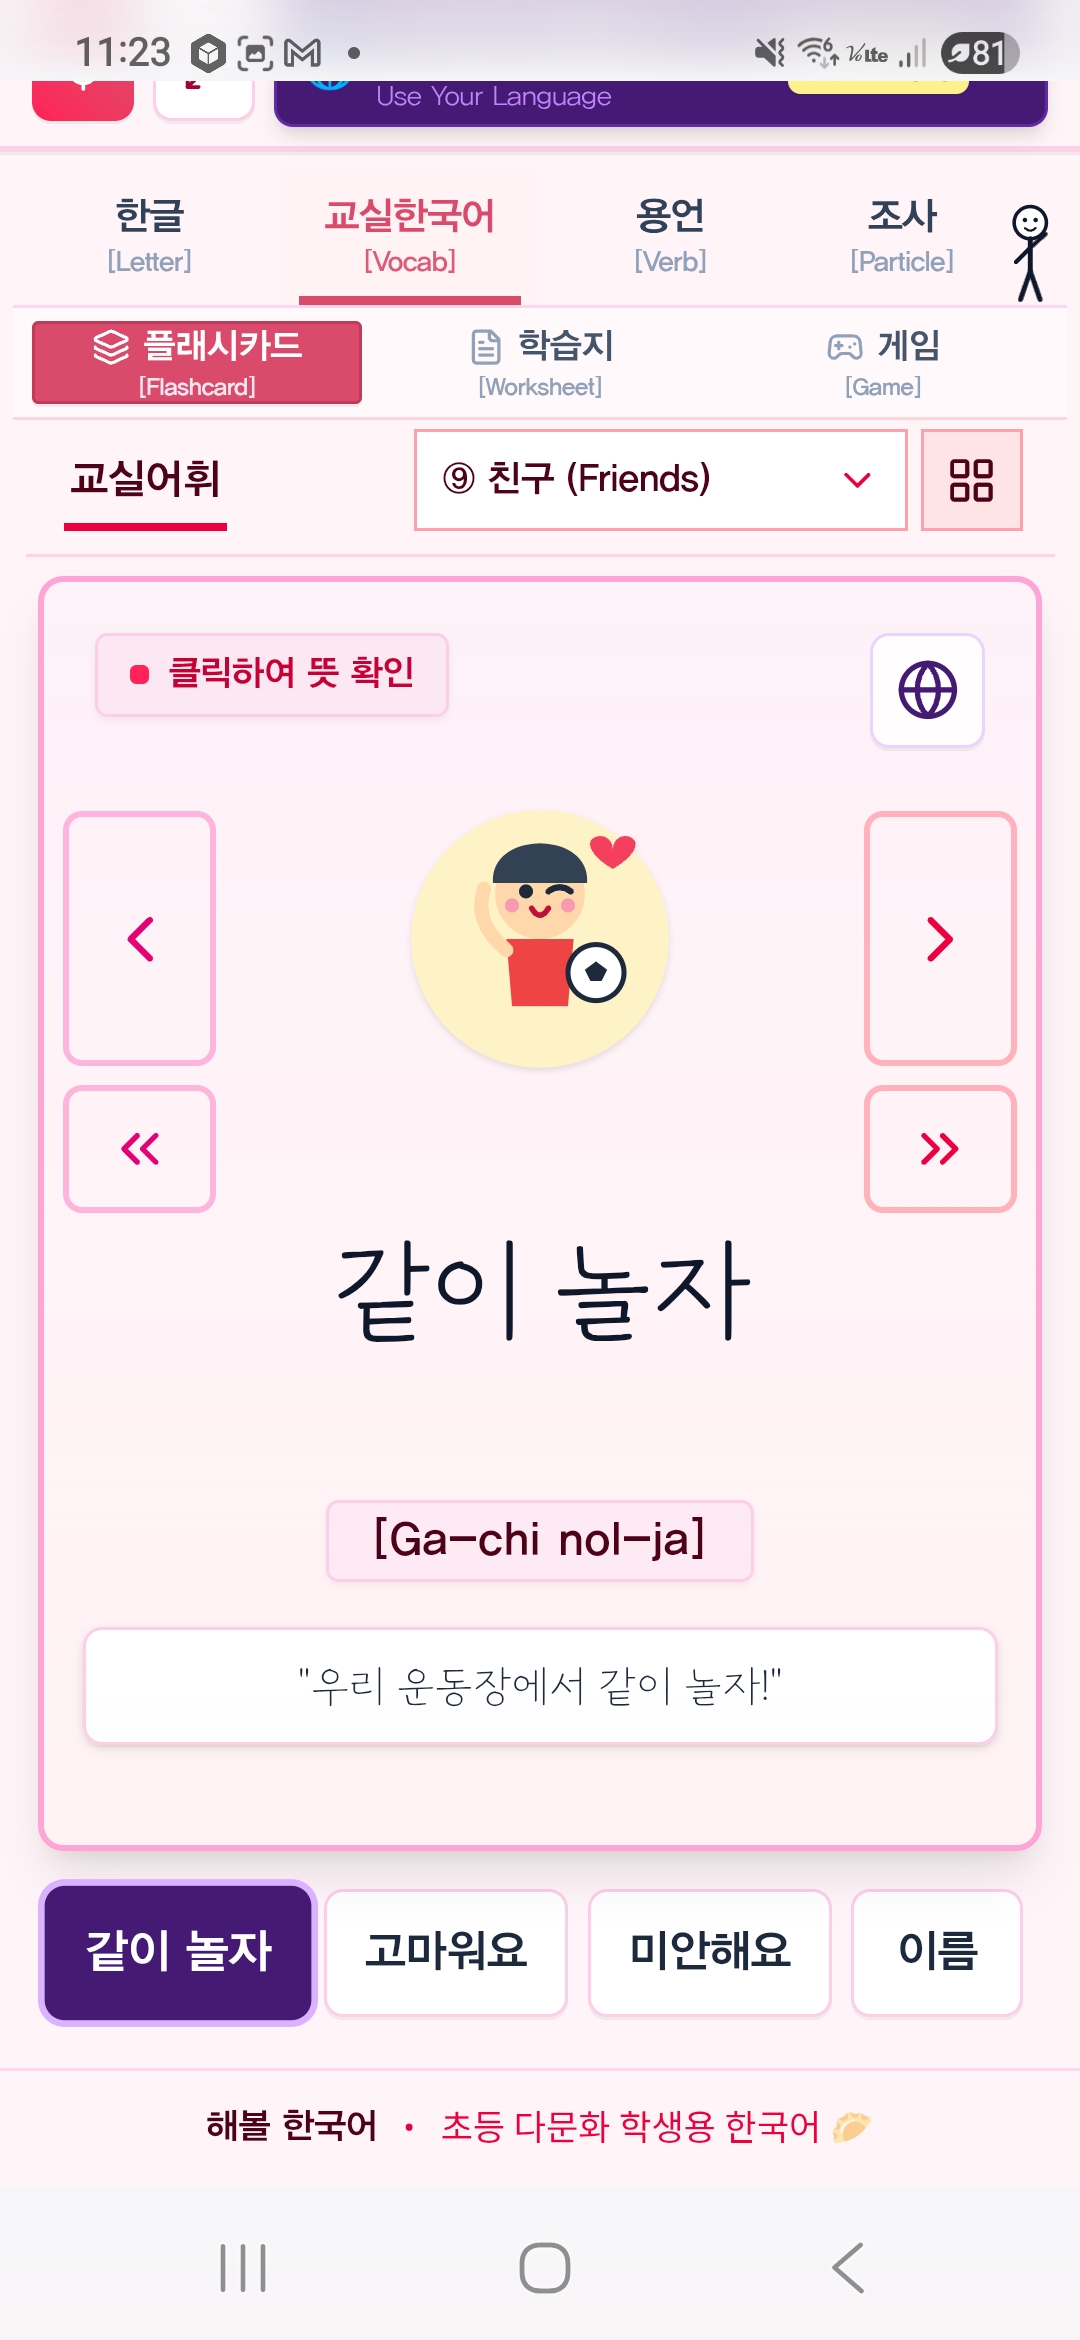 11:23
81
Use Your Language
한글
[Letter]
교실한국어
[Vocab]
용언
[Verb]
조사
[Particle]
플래시카드
[Flashcard]
학습지
[Worksheet]
게임
[Game]
교실어휘
⑨ 친구 (Friends)
클릭하여 뜻 확인
같이 놀자
[Ga-chi nol-ja]
"우리 운동장에서 같이 놀자!"
같이 놀자
고마워요
미안해요
이름
해볼 한국어 • 초등 다문화 학생용 한국어 🥟